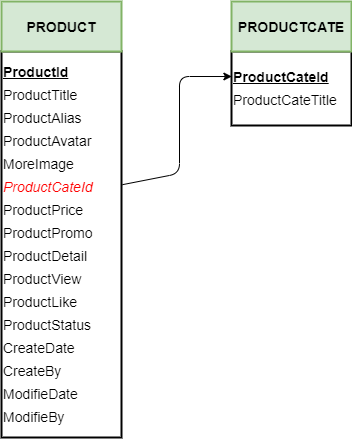 PRODUCT
ProductId
ProductTitle
ProductAlias
ProductAvatar
MoreImage
ProductCateId
ProductPrice
ProductPromo
ProductDetail
ProductView
ProductLike
ProductStatus
CreateDate
CreateBy
ModifieDate
ModifieBy
PRODUCTCATE
ProductCateId
ProductCateTitle